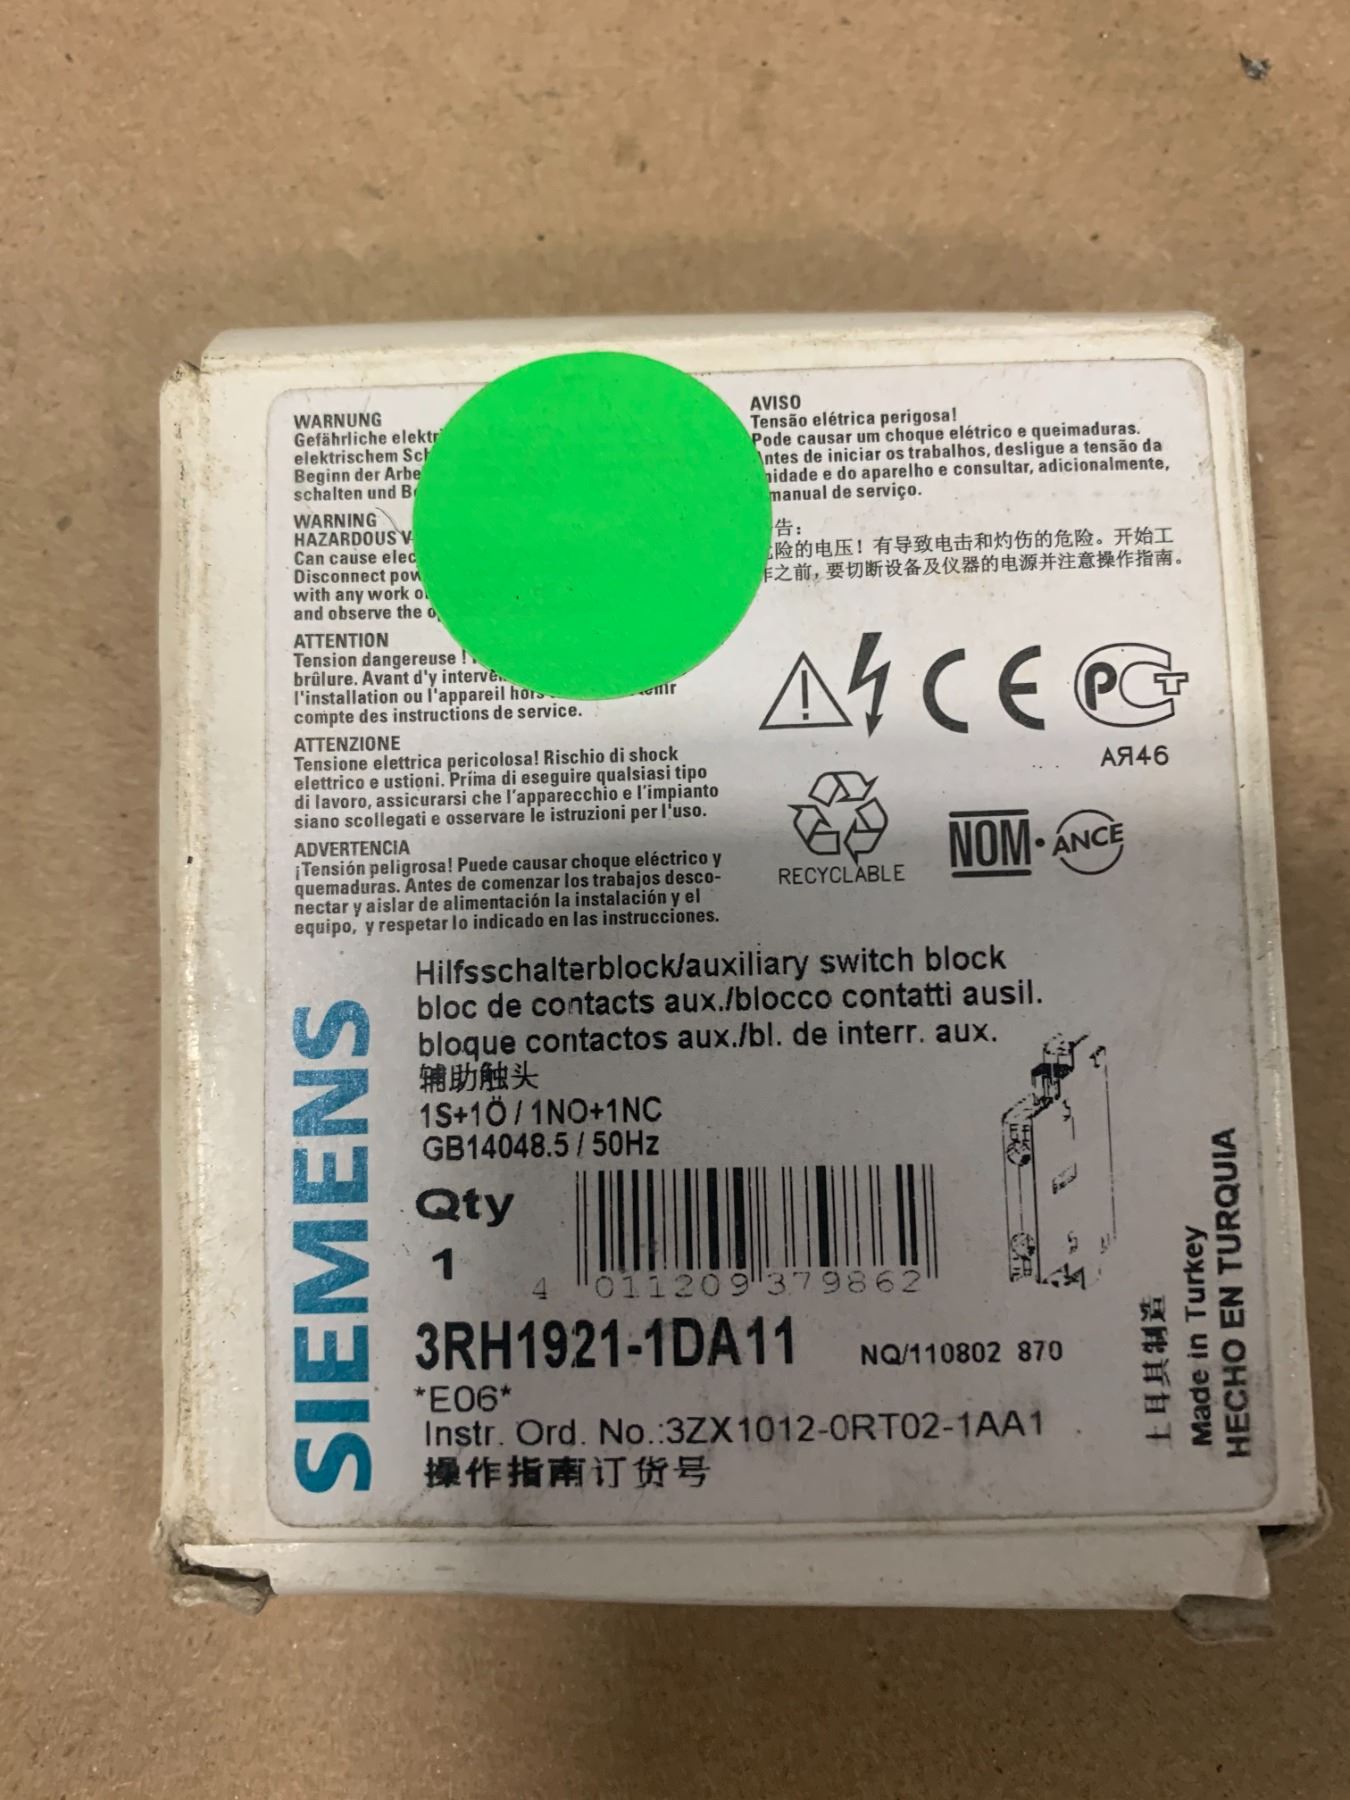 WARNUNG
Gefährliche
elektrischem
Beginn der
schalten und
WARNING
HAZARDOUS
Can cause
Disconnect
with any work
and observe the
ATTENTION
Tension dangereuse !
brûlure. Avant d'y
l'installation ou l'appareil
compte des instructions de service.
ATTENZIONE
Tensione elettrica pericolosa! Rischio di shock
elettrico e ustioni. Prima di eseguire qualsiasi tipo
di lavoro, assicurarsi che l'apparecchio e l'impianto
siano scollegati e osservare le istruzioni per l'uso.
ADVERTENCIA
¡Tensión peligrosa! Puede causar choque eléctrico y
quemaduras. Antes de comenzar los trabajos desco-
nectar y aislar de alimentación la instalación y el
equipo, y respetar lo indicado en las instrucciones.
AVISO
Tensão elétrica perigosa!
Pode causar um choque elétrico e queimaduras.
Antes de iniciar os trabalhos, desligue a tensão da
e do aparelho e consultar, adicionalmente,
manual de serviço.
告:
险的电压! 有导致电击和灼伤的危险。开始工
作之前, 要切断设备及仪器的电源并注意操作指南。
CE
PCT
АЯ46
RECYCLABLE
NOM·ANCE
SIEMENS
Hilfsschalterblock/auxiliary switch block
bloc de contacts aux./blocco contatti ausil.
bloque contactos aux./bl. de interr. aux.
辅助触头
1S+1Ö / 1NO+1NC
GB14048.5 / 50Hz
Qty
1
4 011209 379862
3RH1921-1DA11
NQ/110802 870
*E06*
Instr. Ord. No.:3ZX1012-0RT02-1AA1
操作指南订货号
土耳其制造
Made in Turkey
HECHO EN TURQUIA